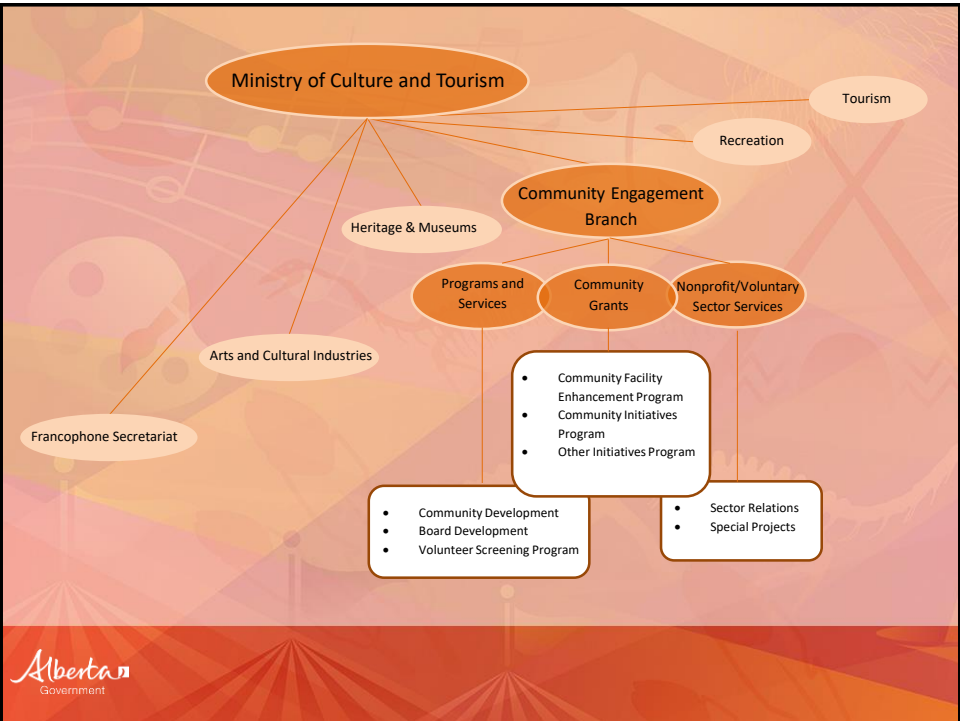 Ministry of Culture and Tourism
Tourism
Recreation
Community Engagement
Branch
Heritage & Museums
Programs and
Services
Community
Grants
Nonprofit/Voluntary
Sector Services
Arts and Cultural Industries
• Community Facility
Enhancement Program
• Community Initiatives
Program
• Other Initiatives Program
Francophone Secretariat
• Community Development
• Board Development
• Volunteer Screening Program
• Sector Relations
• Special Projects
Alberta
Government